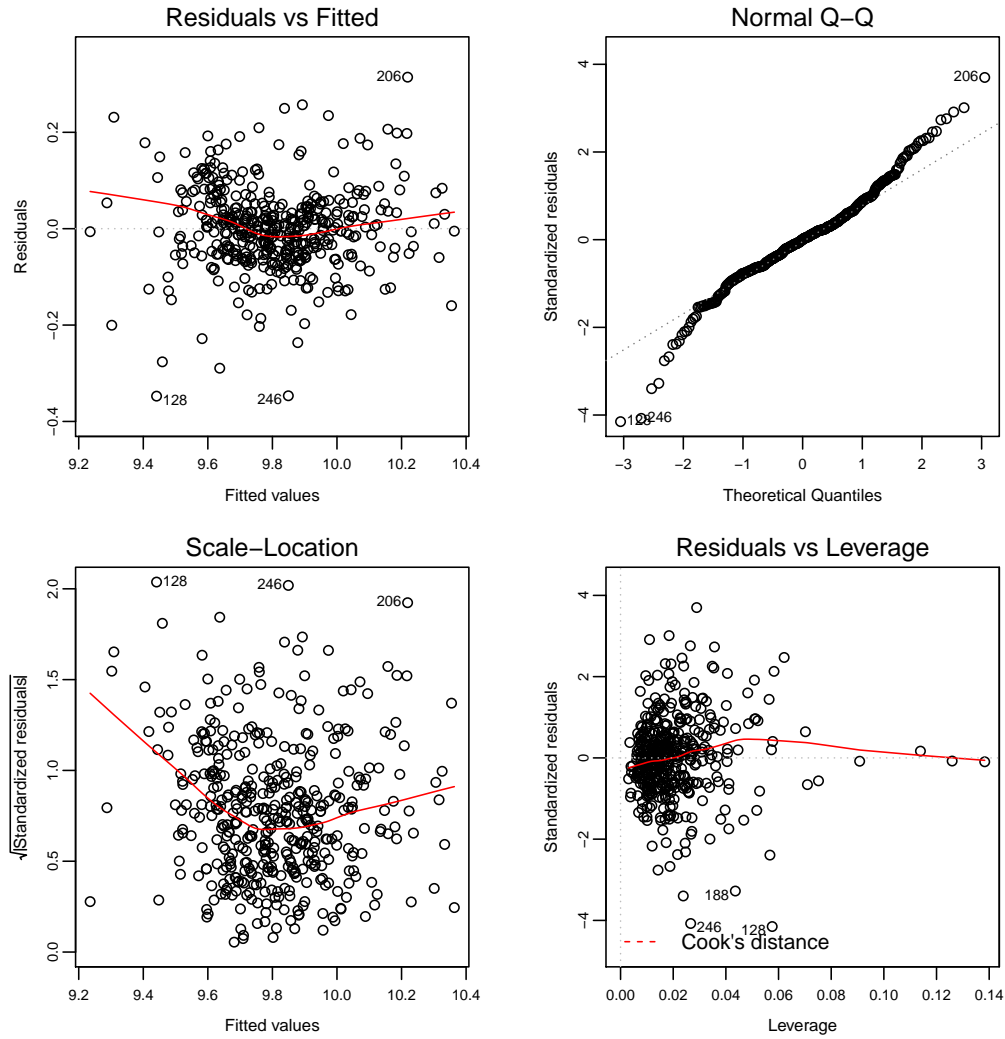 Residuals vs Fitted
206
128
246
Residuals
−0.4
−0.2
0.0
0.2
9.2 9.4 9.6 9.8 10.0 10.2 10.4
Fitted values
Normal Q−Q
206
128
246
Standardized residuals
−4
−2
0
2
4
−3 −2 −1 0 1 2 3
Theoretical Quantiles
Scale−Location
128
246
206
√|Standardized residuals|
0.0
0.5
1.0
1.5
2.0
9.2 9.4 9.6 9.8 10.0 10.2 10.4
Fitted values
Residuals vs Leverage
188
246
128
Cook's distance
Standardized residuals
−4
−2
0
2
4
0.00 0.02 0.04 0.06 0.08 0.10 0.12 0.14
Leverage